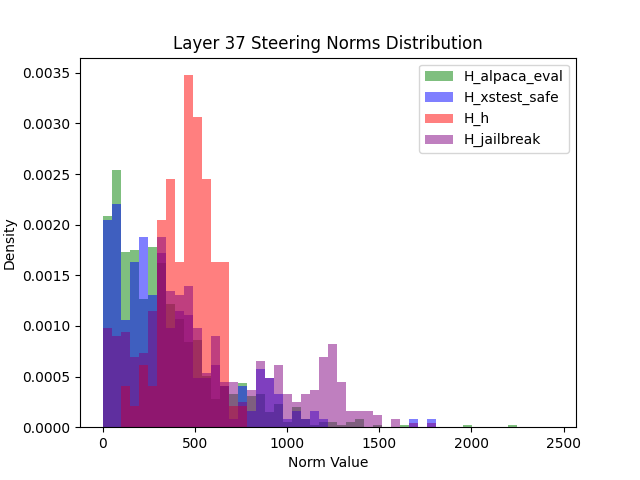 Layer 37 Steering Norms Distribution
H_alpaca_eval
H_xstest_safe
H_h
H_jailbreak
0.0035
0.0030
0.0025
0.0020
0.0015
0.0010
0.0005
0.0000
Density
0 500 1000 1500 2000 2500
Norm Value